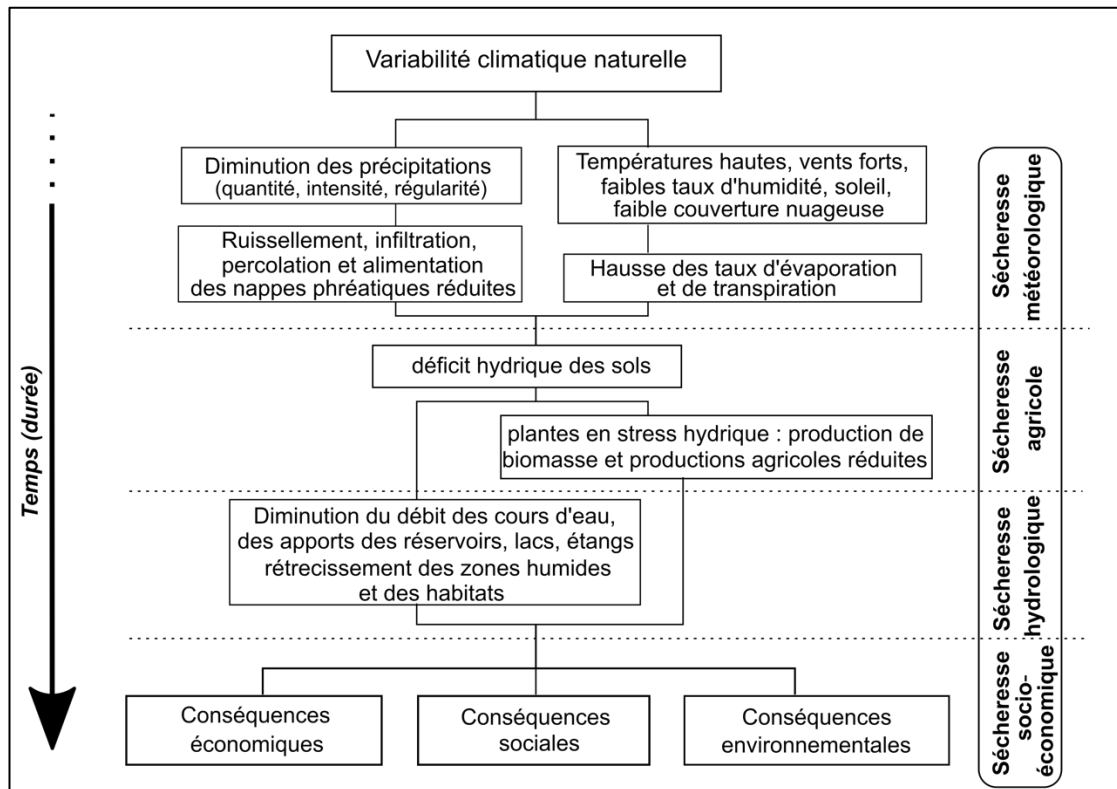 Variabilité climatique naturelle
Diminution des précipitations
(quantité, intensité, régularité)
Températures hautes, vents forts,
faibles taux d'humidité, soleil,
faible couverture nuageuse
Ruissellement, infiltration,
percolation et alimentation
des nappes phréatiques réduites
Hausse des taux d'évaporation
et de transpiration
Sécheresse
météorologique
déficit hydrique des sols
plantes en stress hydrique : production de
biomasse et productions agricoles réduites
Sécheresse
agricole
Diminution du débit des cours d'eau,
des apports des réservoirs, lacs, étangs
rétrecissement des zones humides
et des habitats
Sécheresse
hydrologique
Conséquences
économiques
Conséquences
sociales
Conséquences
environnementales
Sécheresse
socio-
économique
Temps (durée)